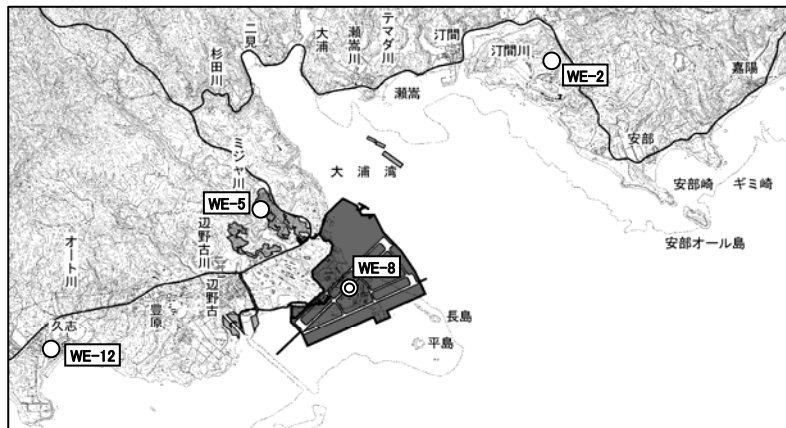 二見
大浦
瀬嵩川
テマダ川
汀間
汀間川
WE-2
嘉陽
杉田川
瀬嵩
安部
大浦湾
ミジャ川
安部崎
ギミ崎
WE-5
安部オール島
辺野古川
オート川
WE-8
辺野古
豊原
長島
久志
平島
WE-12